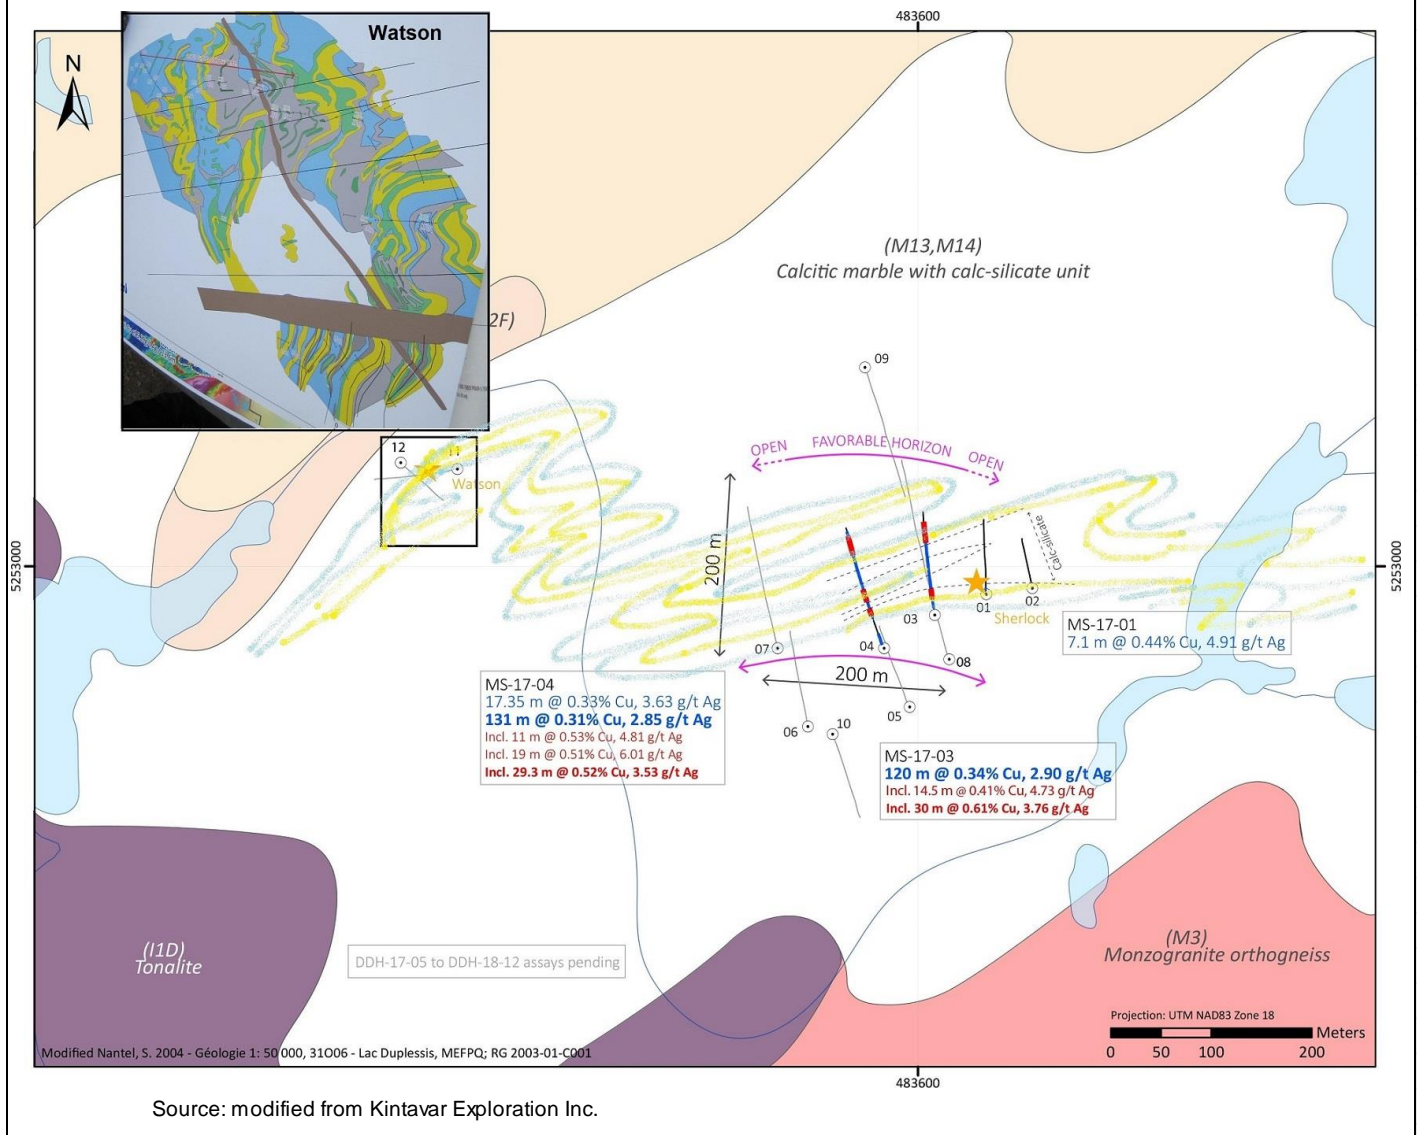 483600
Watson
N
(M13,M14)
Calcitic marble with calc-silicate unit
2F)
09
OPEN
FAVORABLE HORIZON
OPEN
12
11
Watson
200 m
Calc-silicate
5253000
5253000
01
02
03
Sherlock
MS-17-01
7.1 m @ 0.44% Cu, 4.91 g/t Ag
07
04
08
200 m
MS-17-04
17.35 m @ 0.33% Cu, 3.63 g/t Ag
131 m @ 0.31% Cu, 2.85 g/t Ag
Incl. 11 m @ 0.53% Cu, 4.81 g/t Ag
Incl. 19 m @ 0.51% Cu, 6.01 g/t Ag
Incl. 29.3 m @ 0.52% Cu, 3.53 g/t Ag
05
06
10
MS-17-03
120 m @ 0.34% Cu, 2.90 g/t Ag
Incl. 14.5 m @ 0.41% Cu, 4.73 g/t Ag
Incl. 30 m @ 0.61% Cu, 3.76 g/t Ag
(I1D)
Tonalite
DDH-17-05 to DDH-18-12 assays pending
(M3)
Monzogranite orthogneiss
Projection: UTM NAD83 Zone 18
Meters
0 50 100 200
Modified Nantel, S. 2004 - Géologie 1: 50 000, 31O06 - Lac Duplessis, MEFPQ; RG 2003-01-C001
483600
Source: modified from Kintavar Exploration Inc.